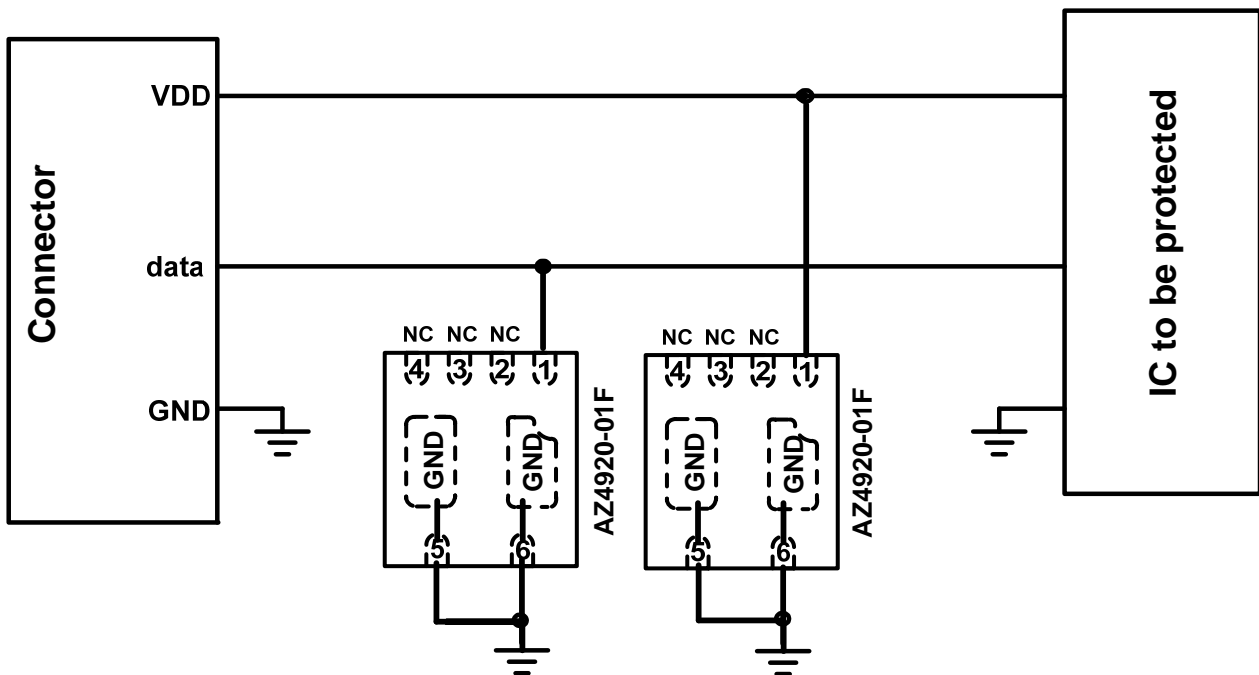 Connector
VDD
data
GND
IC to be protected
NC NC NC
4 3 2 1
GND GND
5 6
AZ4920-01F
NC NC NC
4 3 2 1
GND GND
5 6
AZ4920-01F